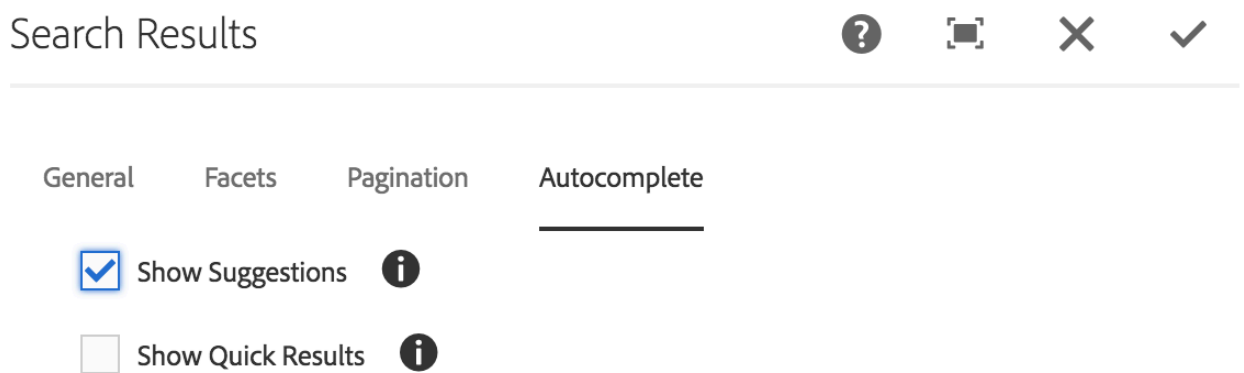 Search Results
General Facets Pagination Autocomplete
Show Suggestions
Show Quick Results